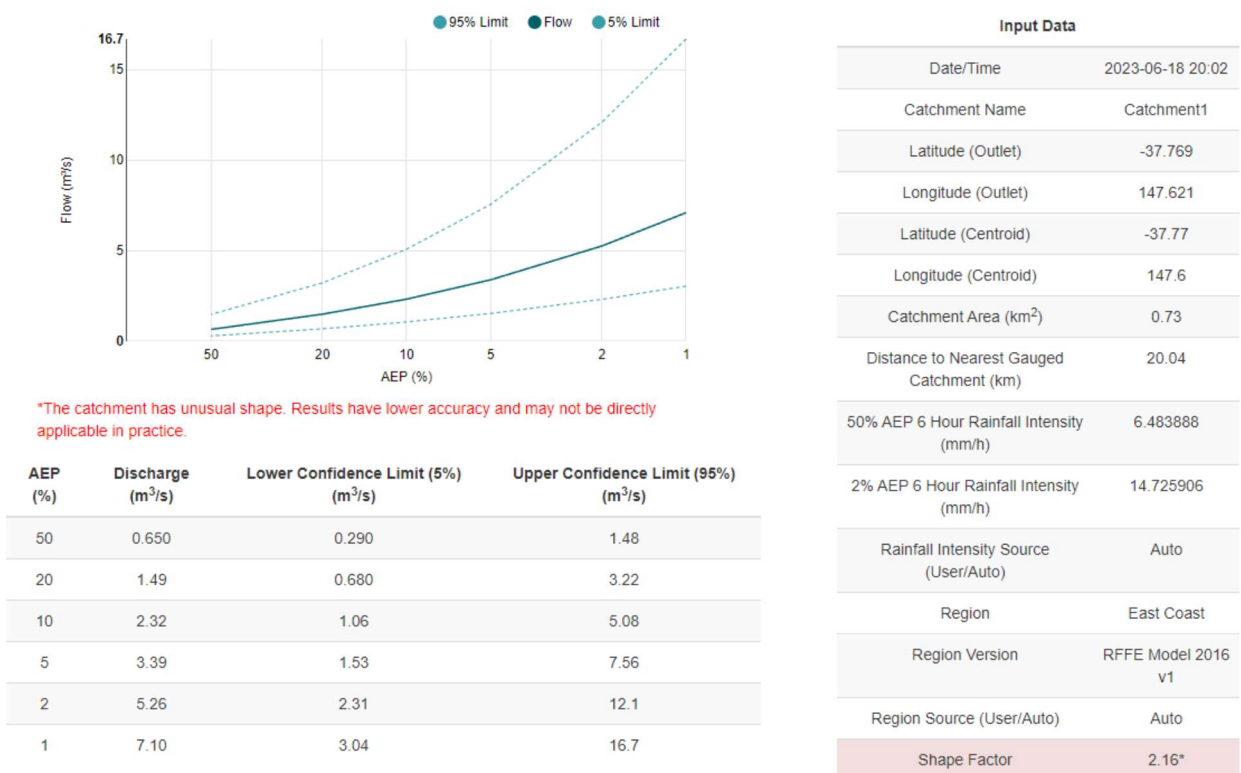 95% Limit Flow 5% Limit
16.7
15
10
5
0
Flow (m³/s)
50 20 10 5 2 1
AEP (%)
*The catchment has unusual shape. Results have lower accuracy and may not be directly
applicable in practice.
AEP Discharge Lower Confidence Limit (5%) Upper Confidence Limit (95%)
(%) (m³/s) (m³/s) (m³/s)
50 0.650 0.290 1.48
20 1.49 0.680 3.22
10 2.32 1.06 5.08
5 3.39 1.53 7.56
2 5.26 2.31 12.1
1 7.10 3.04 16.7
Input Data
Date/Time 2023-06-18 20:02
Catchment Name Catchment1
Latitude (Outlet) -37.769
Longitude (Outlet) 147.621
Latitude (Centroid) -37.77
Longitude (Centroid) 147.6
Catchment Area (km²) 0.73
Distance to Nearest Gauged 20.04
Catchment (km)
50% AEP 6 Hour Rainfall Intensity 6.483888
(mm/h)
2% AEP 6 Hour Rainfall Intensity 14.725906
(mm/h)
Rainfall Intensity Source Auto
(User/Auto)
Region East Coast
Region Version RFFE Model 2016
v1
Region Source (User/Auto) Auto
Shape Factor 2.16*